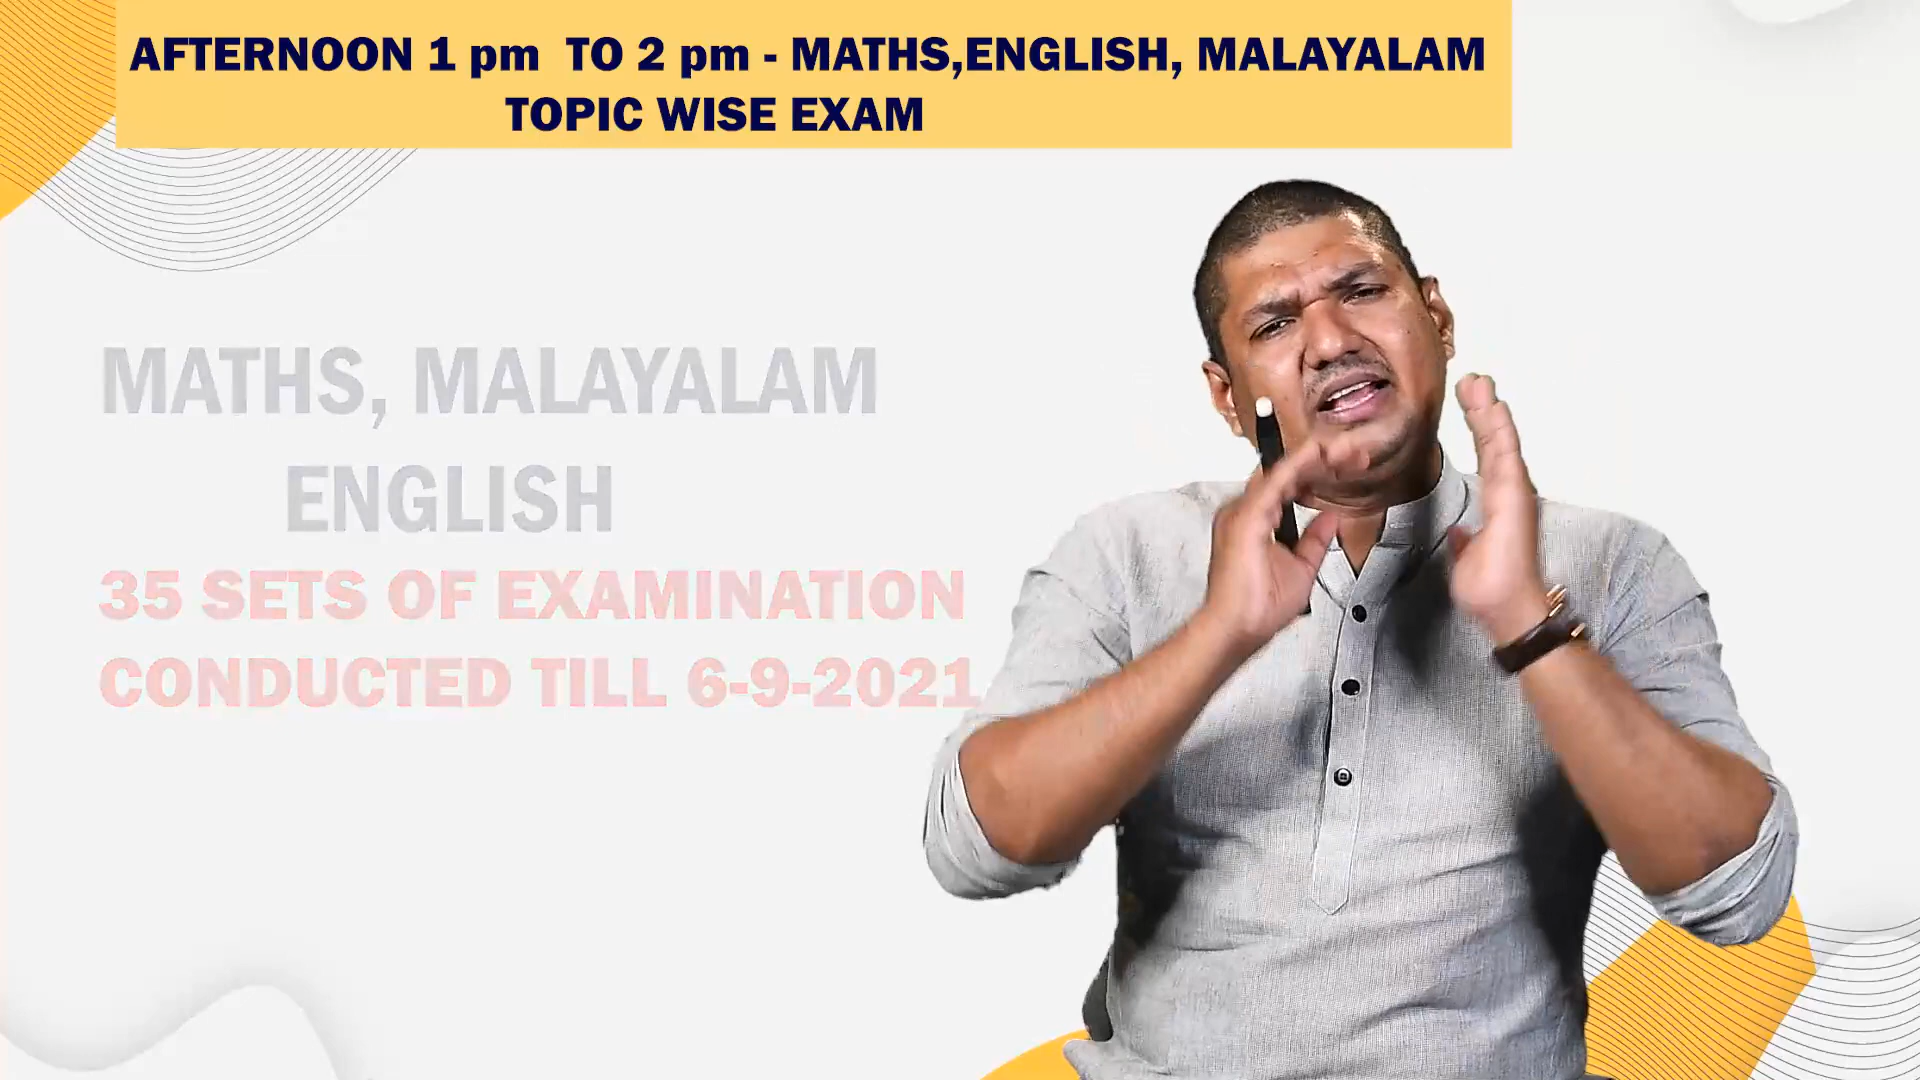 AFTERNOON 1 pm TO 2 pm - MATHS,ENGLISH, MALAYALAM
TOPIC WISE EXAM
MATHS, MALAYALAM
ENGLISH
35 SETS OF EXAMINATION
CONDUCTED TILL 6-9-2021